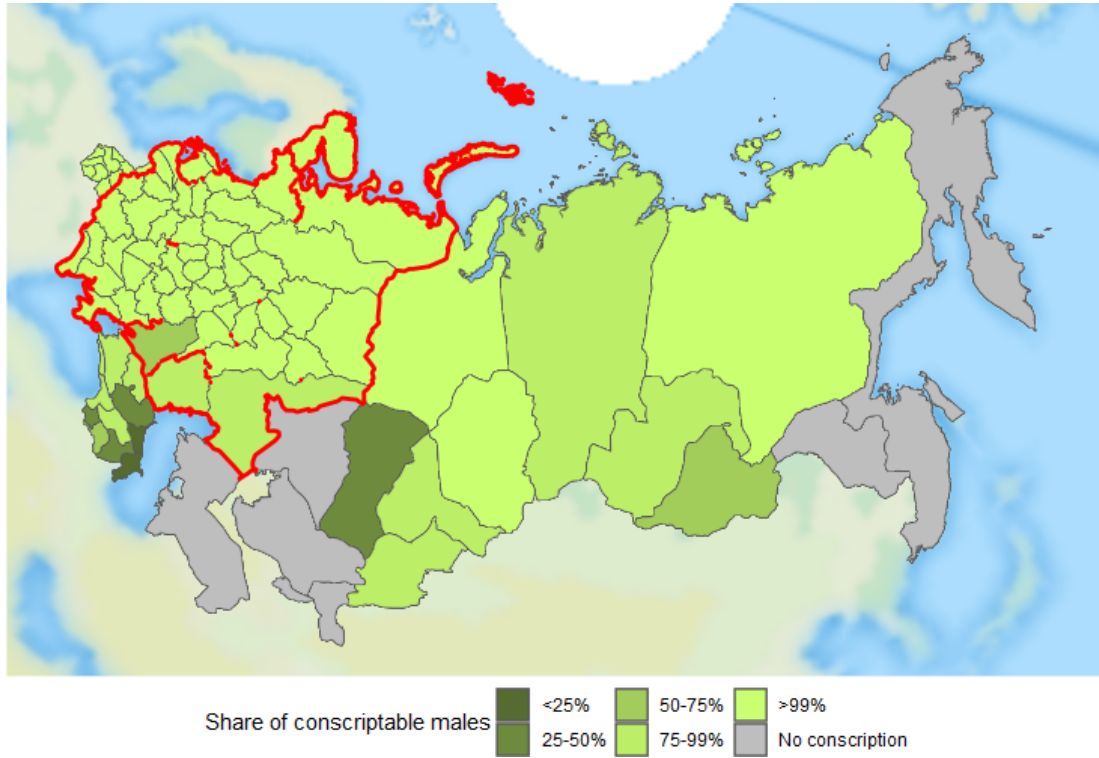 Share of conscriptable males
<25%
50-75%
>99%
25-50%
75-99%
No conscription